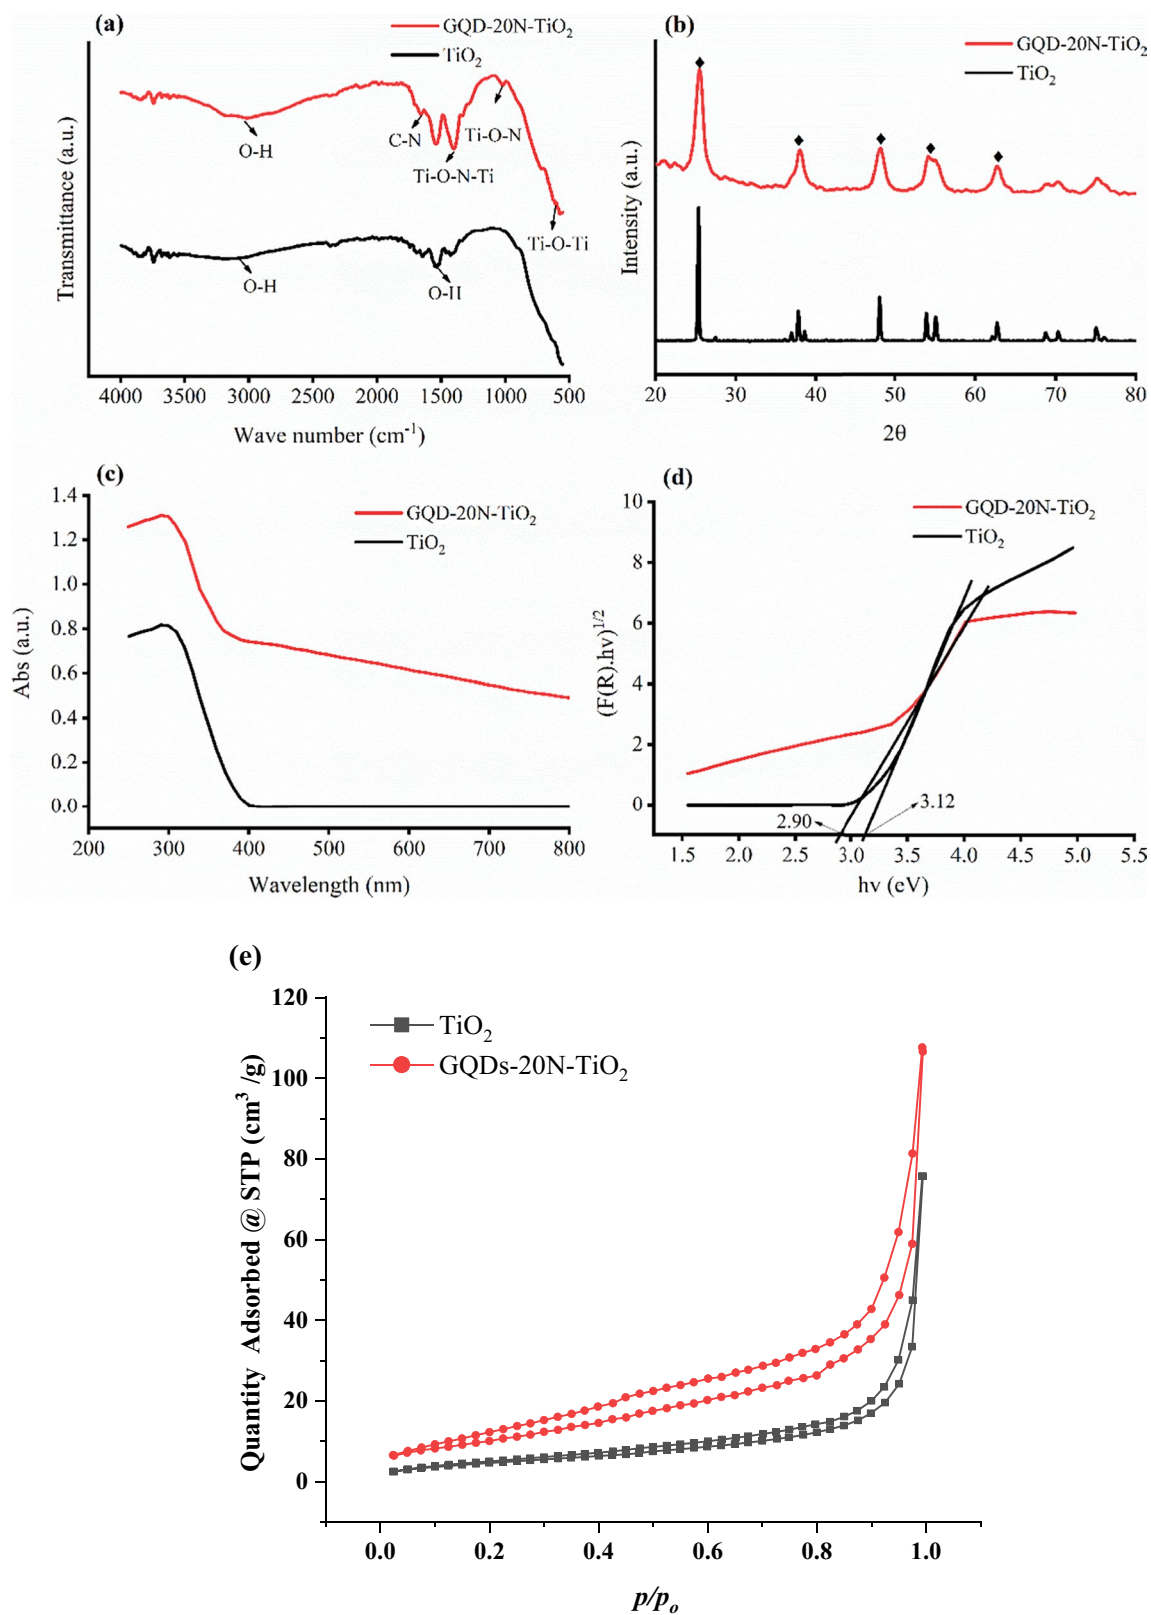 (a)
GQD-20N-TiO₂
TiO₂
O-H
C-N
Ti-O-N
Ti-O-N-Ti
Ti-O-Ti
O-H
O-H
Transmittance (a.u.)
4000 3500 3000 2500 2000 1500 1000 500
Wave number (cm⁻¹)
(b)
GQD-20N-TiO₂
TiO₂
Intensity (a.u.)
20 30 40 50 60 70 80
2θ
(c)
GQD-20N-TiO₂
TiO₂
1.4
1.2
1.0
0.8
0.6
0.4
0.2
0.0
Abs (a.u.)
200 300 400 500 600 700 800
Wavelength (nm)
(d)
GQD-20N-TiO₂
TiO₂
10
8
6
4
2
0
(F(R).hv)¹/²
2.90
3.12
1.5 2.0 2.5 3.0 3.5 4.0 4.5 5.0 5.5
hv (eV)
(e)
TiO₂
GQDs-20N-TiO₂
120
100
80
60
40
20
0
Quantity Adsorbed @ STP (cm³ /g)
0.0 0.2 0.4 0.6 0.8 1.0
p/pₒ